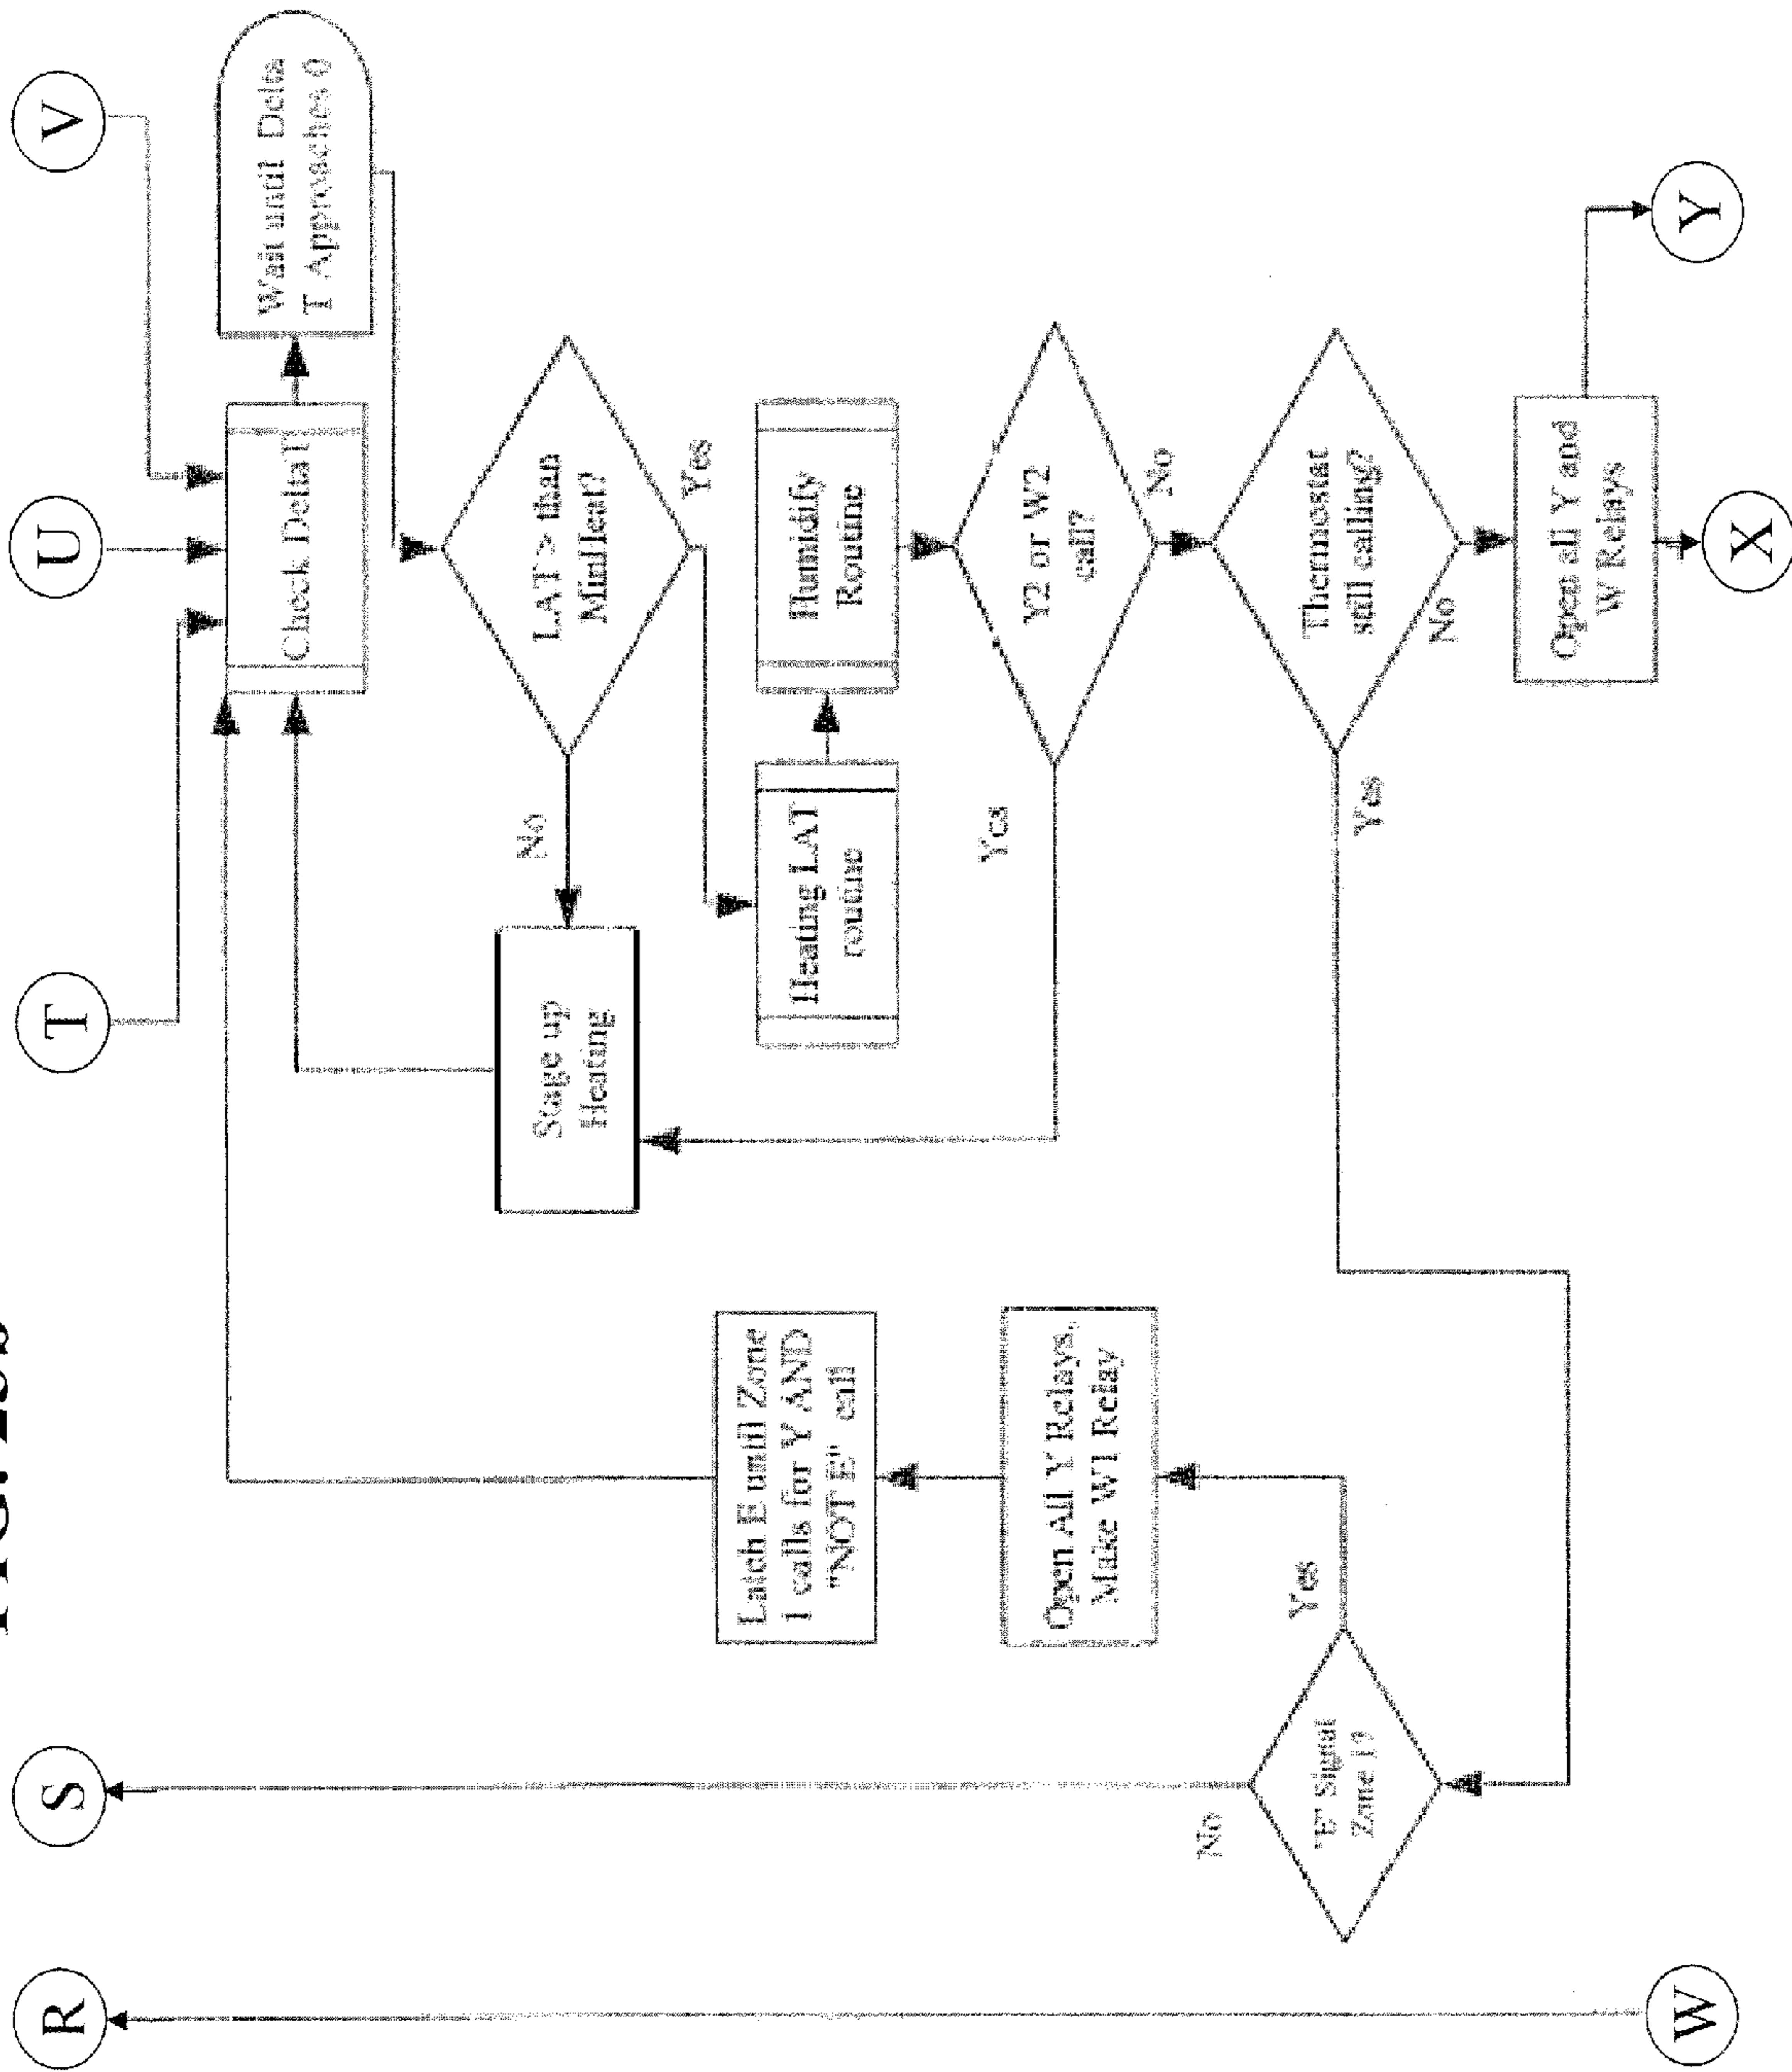 R
S
T
U
V
Check DeltaT
Wait until Delta
T Approaches 0
LAT > than
MinHeat?
No
Yes
Stage up
Heating
Latch E until Zone
1 calls for Y AND
"NOT E" call
Heating LAT
routine
Humidify
Routine
Open All Y Relays,
Make W1 Relay
Y2 or W2
call?
Yes
No
"E" Signal
Zone 1?
No
Yes
Thermostat
still calling?
Yes
No
Open all Y and
W Relays
W
X
Y